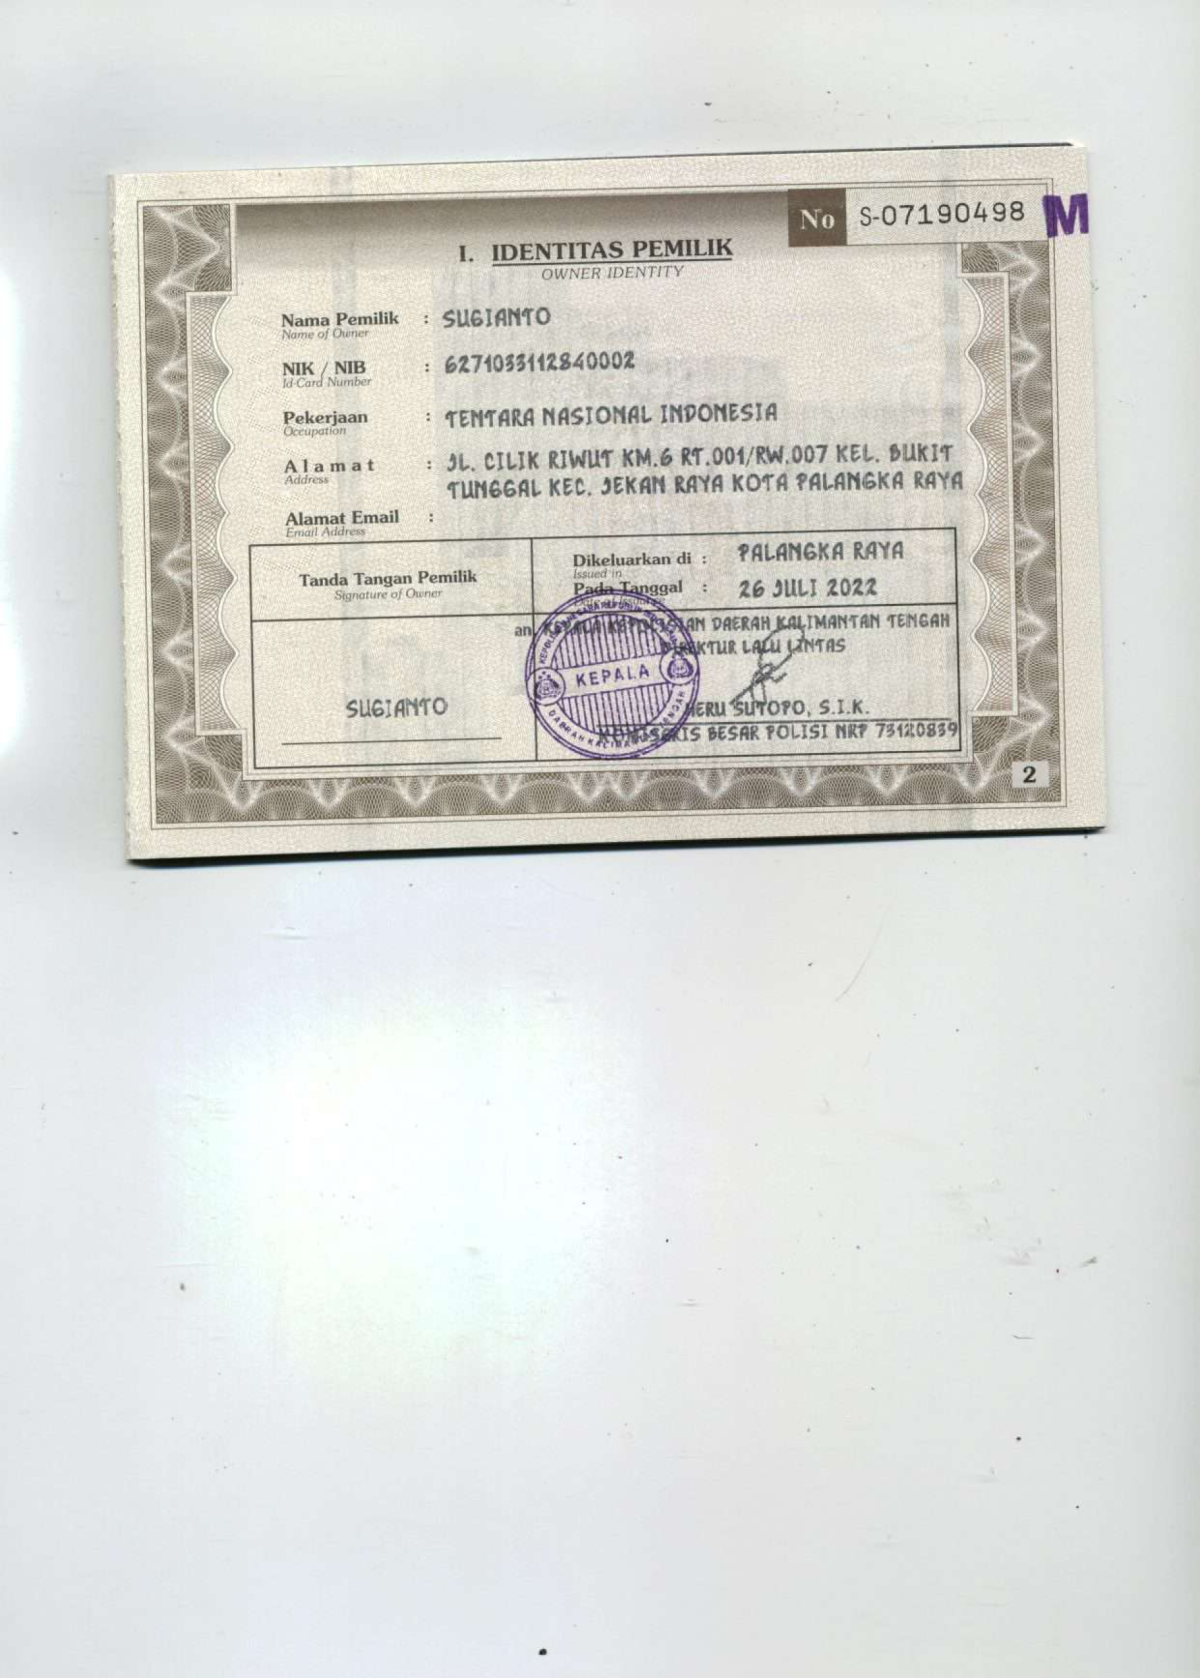 No S-07190498 M
I. IDENTITAS PEMILIK
OWNER IDENTITY
Nama Pemilik : SUGIANTO
Name of Owner
NIK / NIB : 6271033112840002
Id-Card Number
Pekerjaan : TENTARA NASIONAL INDONESIA
Occupation
Alamat : JL. CILIK RIWUT KM.6 RT.001/RW.007 KEL. BUKIT
Address
TUNGGAL KEC. JEKAN RAYA KOTA PALANGKA RAYA
Alamat Email :
Email Address
Tanda Tangan Pemilik
Signature of Owner
SUGIANTO
Dikeluarkan di : PALANGKA RAYA
Issued in
Pada Tanggal : 26 JULI 2022
an. KEPALA KEPOLISIAN DAERAH KALIMANTAN TENGAH
DIREKTUR LALU LINTAS
KEPALA
HERU SUTOPO, S.I.K.
KOMISARIS BESAR POLISI NRP 73120839
2